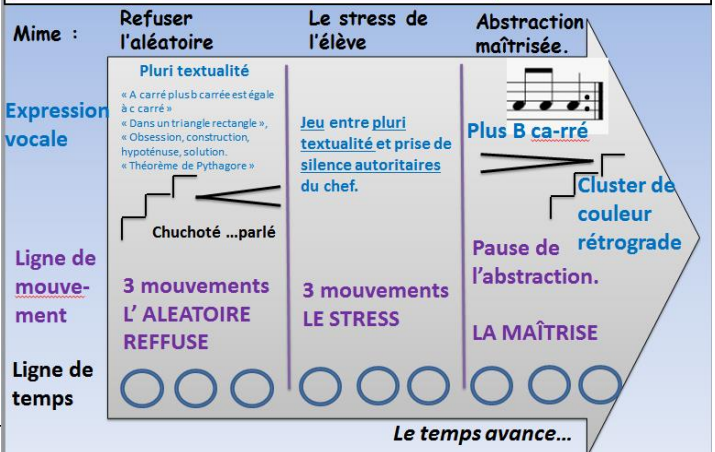 Mime :
Refuser
l'aléatoire
Le stress de
l'élève
Abstraction
maîtrisée.
Expression
vocale
Pluri textualité
« A carré plus b carrée est égale
à c carré »
« Dans un triangle rectangle »,
« Obsession, construction,
hypoténuse, solution.
« Théorème de Pythagore »
Chuchoté ...parlé
Jeu entre pluri
textualité et prise de
silence autoritaires
du chef.
Plus B ca-rré
Cluster de
couleur
rétrograde
Ligne de
mouve-
ment
3 mouvements
L' ALEATOIRE
REFFUSE
3 mouvements
LE STRESS
Pause de
l'abstraction.
LA MAÎTRISE
Ligne de
temps
Le temps avance...